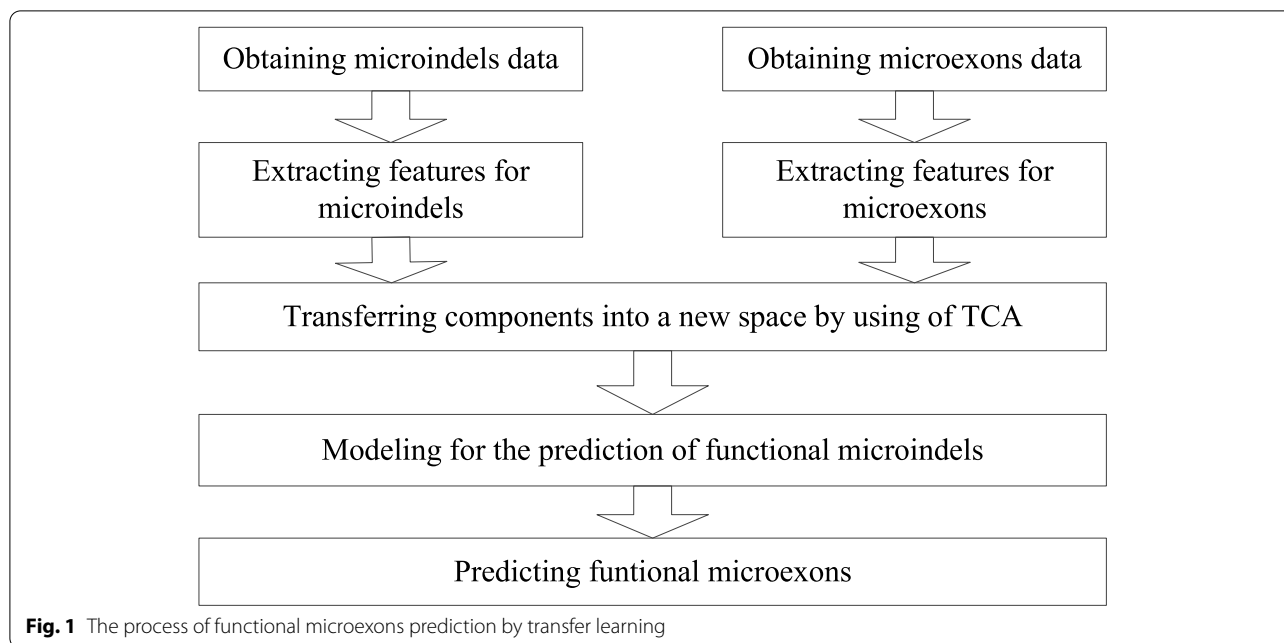 Obtaining microindels data
Obtaining microexons data
Extracting features for
microindels
Extracting features for
microexons
Transferring components into a new space by using of TCA
Modeling for the prediction of functional microindels
Predicting funtional microexons
Fig. 1 The process of functional microexons prediction by transfer learning